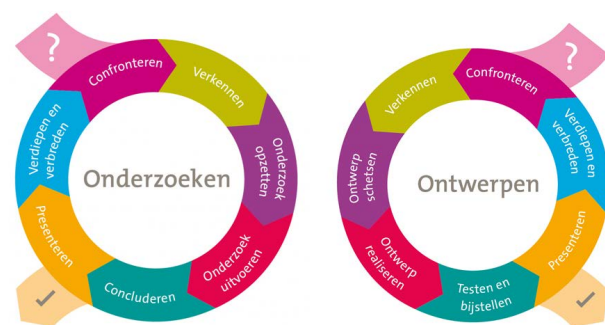 ?
Confronteren
Verkennen
Onderzoek
opzetten
Onderzoek
uitvoeren
Concluderen
Presenteren
Verdiepen en
verbreden
Onderzoeken
?
Confronteren
Verkennen
Ontwerp
schetsen
Ontwerp
realiseren
Testen en
bijstellen
Presenteren
Verdiepen en
verbreden
Ontwerpen